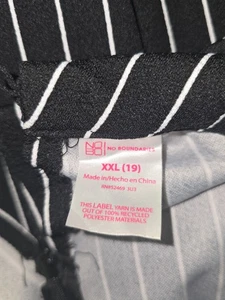 NOBO NO BOUNDARIES
XXL (19)
Made in/Hecho en China
THIS LABEL YARN IS MADE
OUT OF 100% RECYCLED
POLYESTER MATERIALS